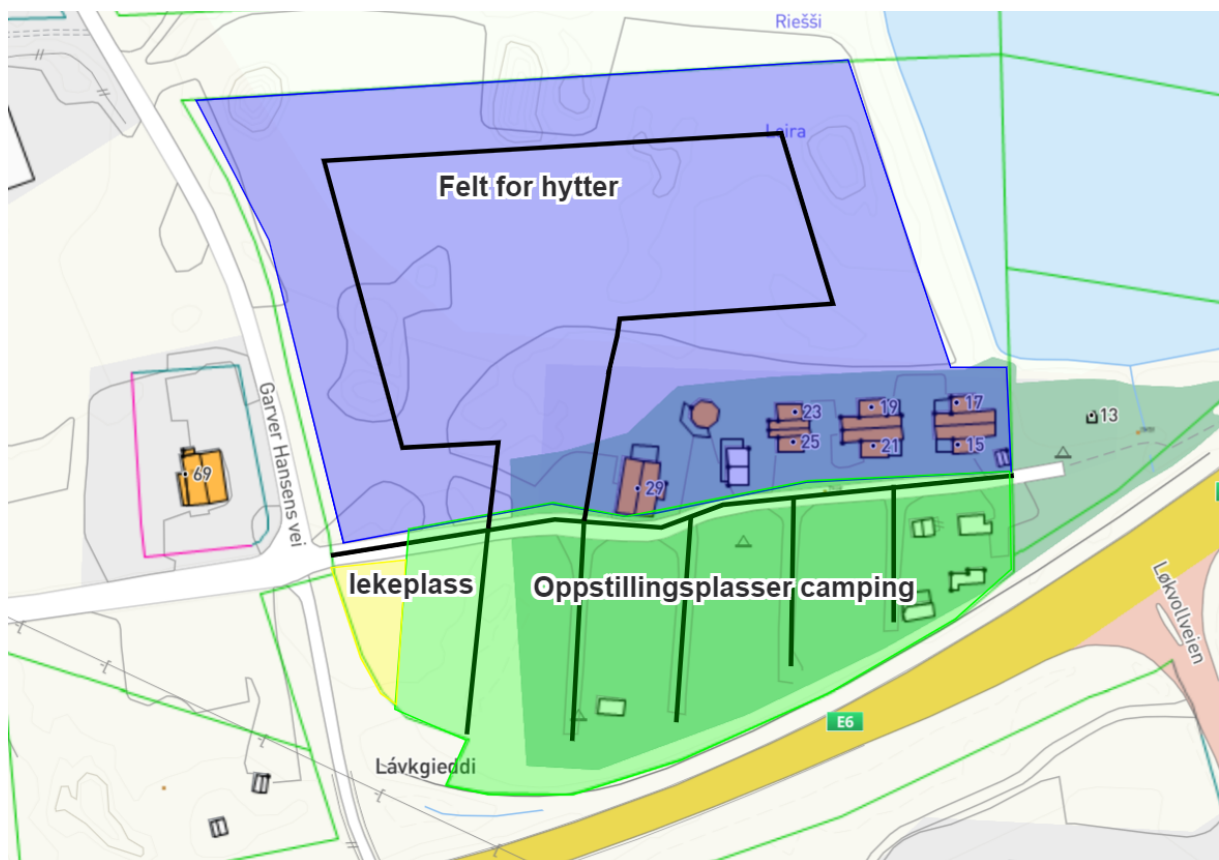 Riešši
Leira
Felt for hytter
Garver Hansens vei
69
23
25
19
21
17
15
13
29
lekeplass
Oppstillingsplasser camping
Løkvollveien
E6
Lávkgieddi